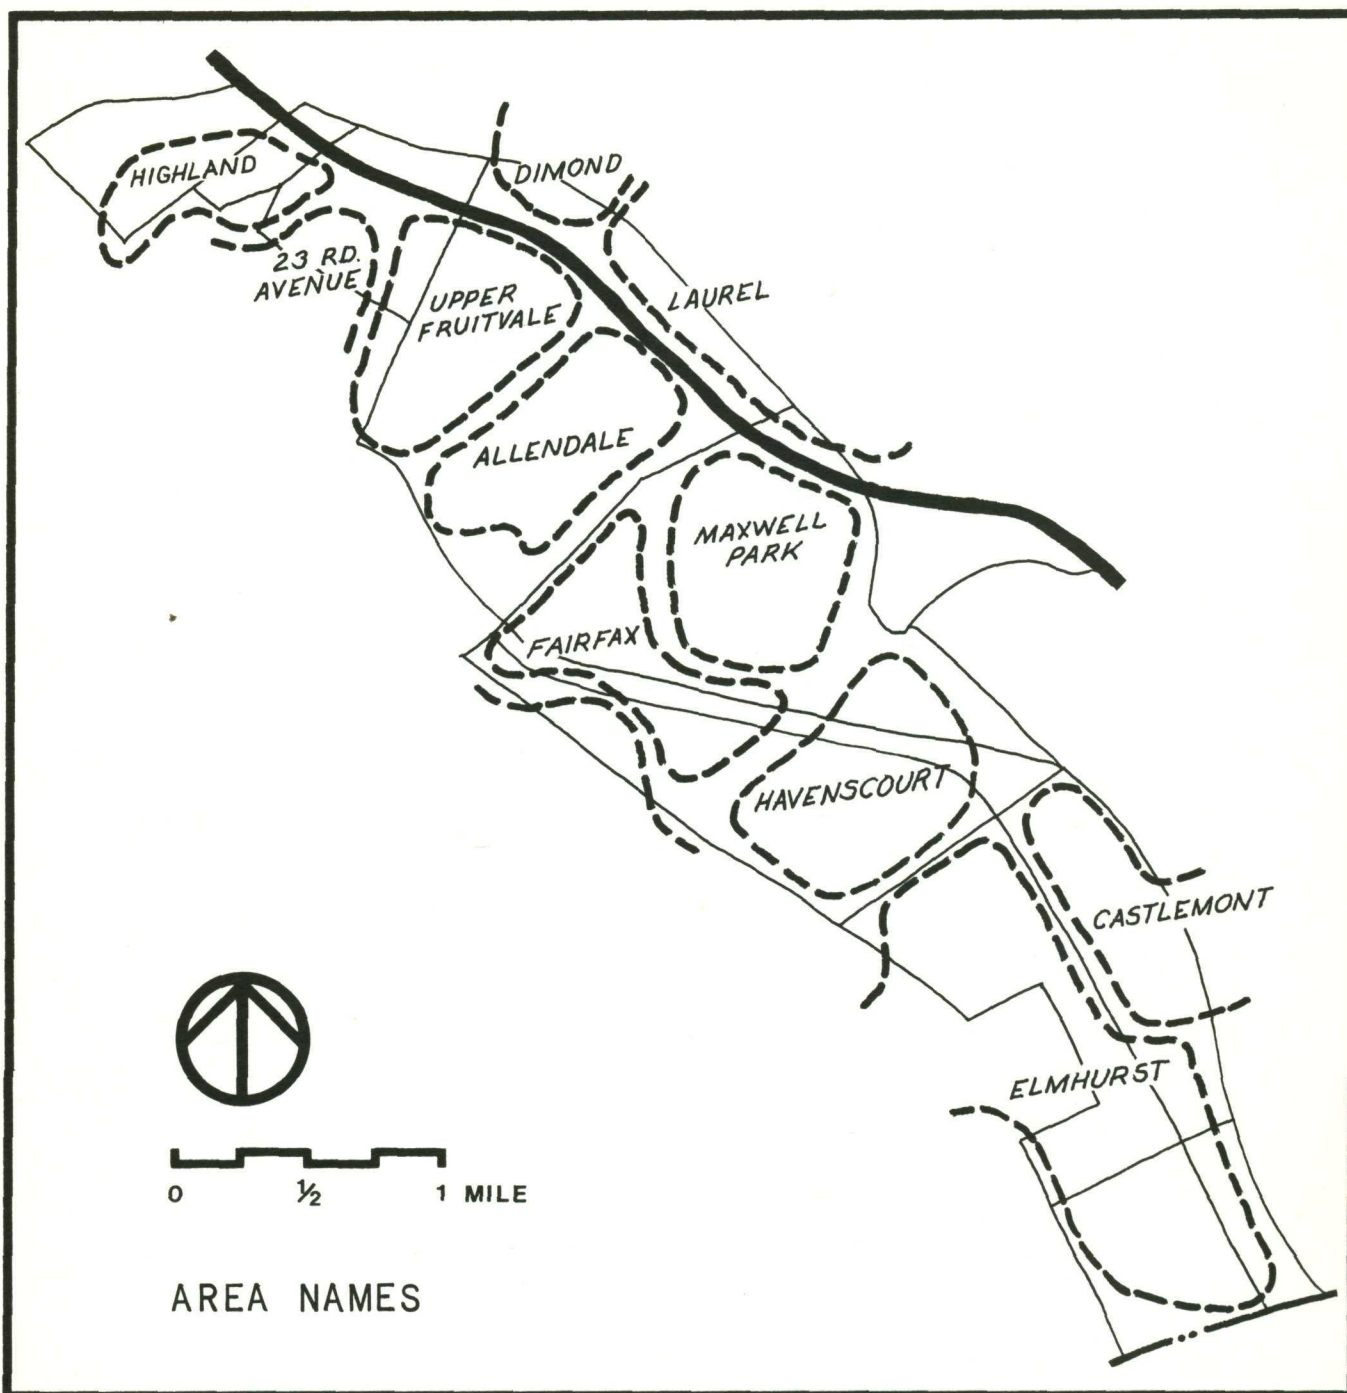 HIGHLAND
DIMOND
23 RD.
AVENUE
UPPER
FRUITVALE
LAUREL
ALLENDALE
MAXWELL
PARK
FAIRFAX
HAVENSCOURT
CASTLEMONT
ELMHURST
0 ½ 1 MILE
AREA NAMES